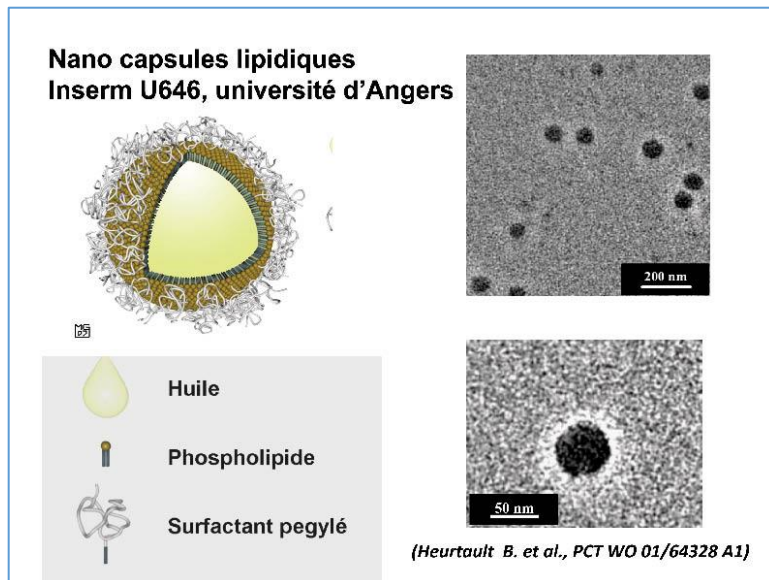 Nano capsules lipidiques
Inserm U646, université d'Angers
200 nm
Huile
Phospholipide
Surfactant pegylé
50 nm
(Heurtault B. et al., PCT WO 01/64328 A1)